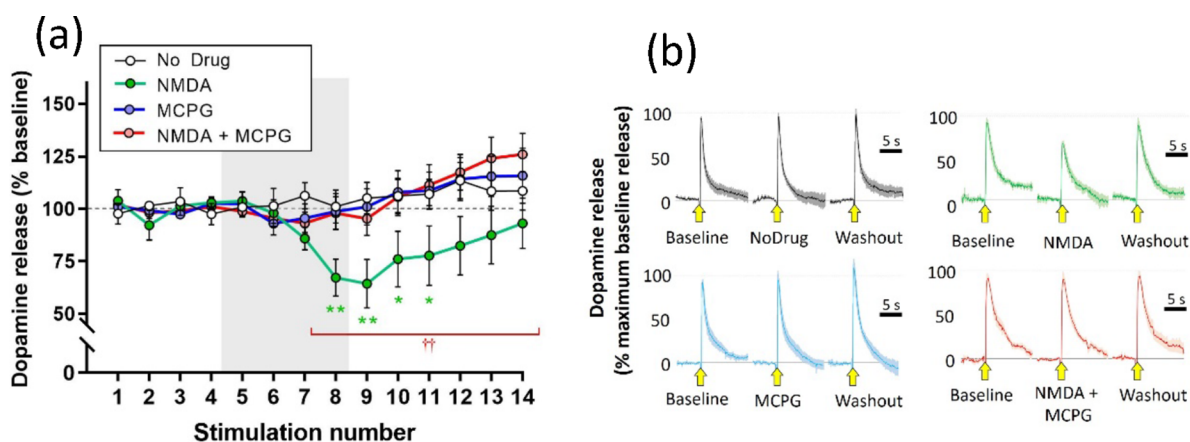 (a)
No Drug
NMDA
MCPG
NMDA + MCPG
Dopamine release (% baseline)
150
125
100
75
50
0
**
**
*
*
††
1 2 3 4 5 6 7 8 9 10 11 12 13 14
Stimulation number
(b)
Dopamine release
(% maximum baseline release)
100
50
0
5 s
Baseline NoDrug Washout
100
50
0
5 s
Baseline NMDA Washout
100
50
0
5 s
Baseline MCPG Washout
100
50
0
5 s
Baseline NMDA + Washout
MCPG